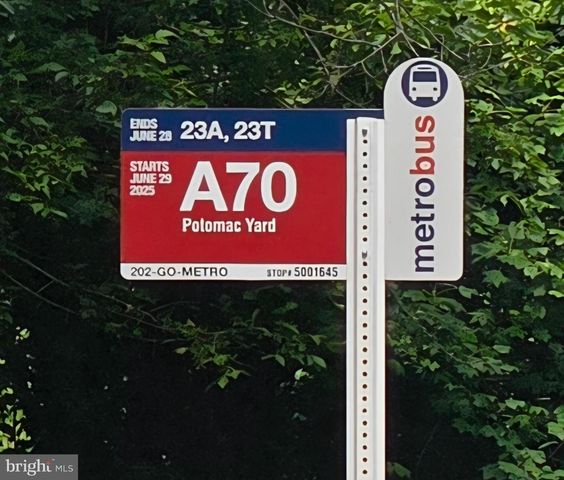 ENDS
JUNE 28
23A, 23T
STARTS
JUNE 29
2025
A70
Potomac Yard
202-GO-METRO STOP# 5001645
metrobus
bright MLS